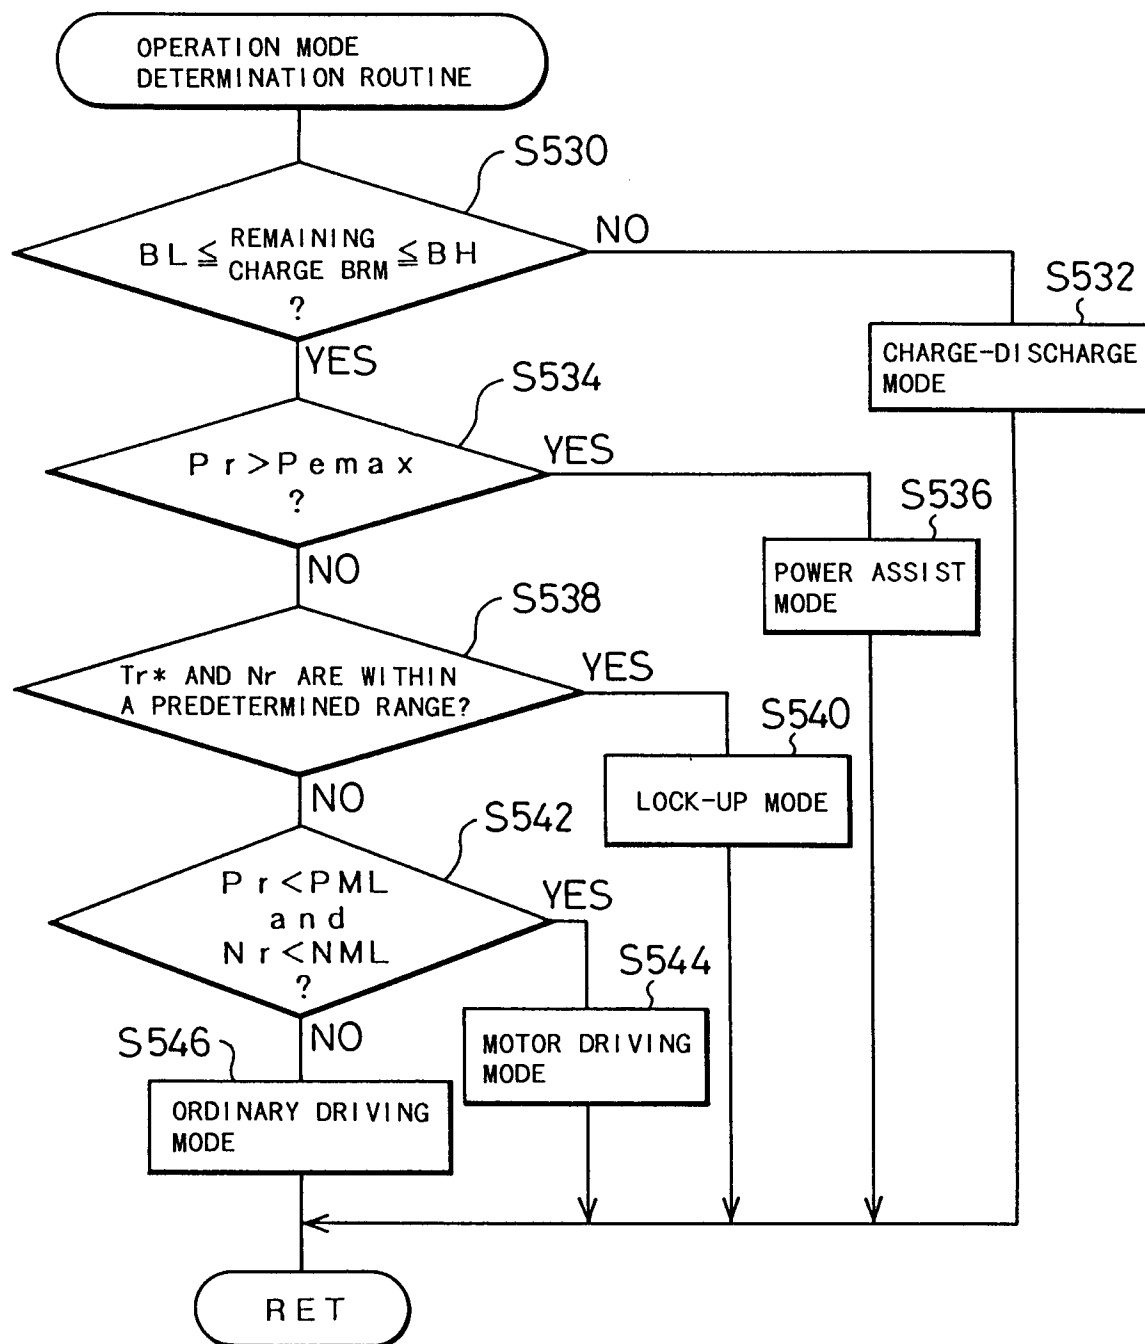 OPERATION MODE
DETERMINATION ROUTINE
S530
BL ≦ REMAINING CHARGE BRM ≦ BH
?
NO
YES
S532
CHARGE-DISCHARGE
MODE
S534
Pr>Pemax
?
YES
NO
S536
POWER ASSIST
MODE
S538
Tr* AND Nr ARE WITHIN
A PREDETERMINED RANGE?
YES
NO
S540
LOCK-UP MODE
S542
Pr<PML
and
Nr<NML
?
YES
NO
S544
MOTOR DRIVING
MODE
S546
ORDINARY DRIVING
MODE
RET